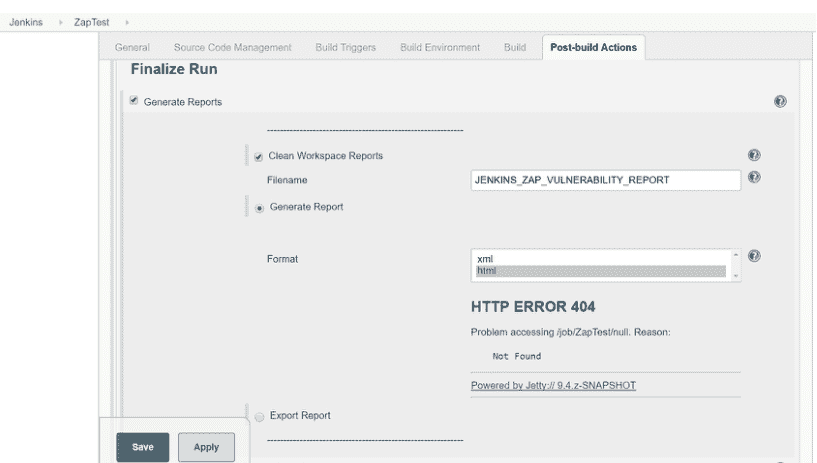 Jenkins ZapTest
General Source Code Management Build Triggers Build Environment Build Post-build Actions
Finalize Run
Generate Reports
Clean Workspace Reports
Filename JENKINS_ZAP_VULNERABILITY_REPORT
Generate Report
Format xml
html
HTTP ERROR 404
Problem accessing /job/ZapTest/null. Reason:
Not Found
Powered by Jetty:// 9.4.z-SNAPSHOT
Export Report
Save Apply